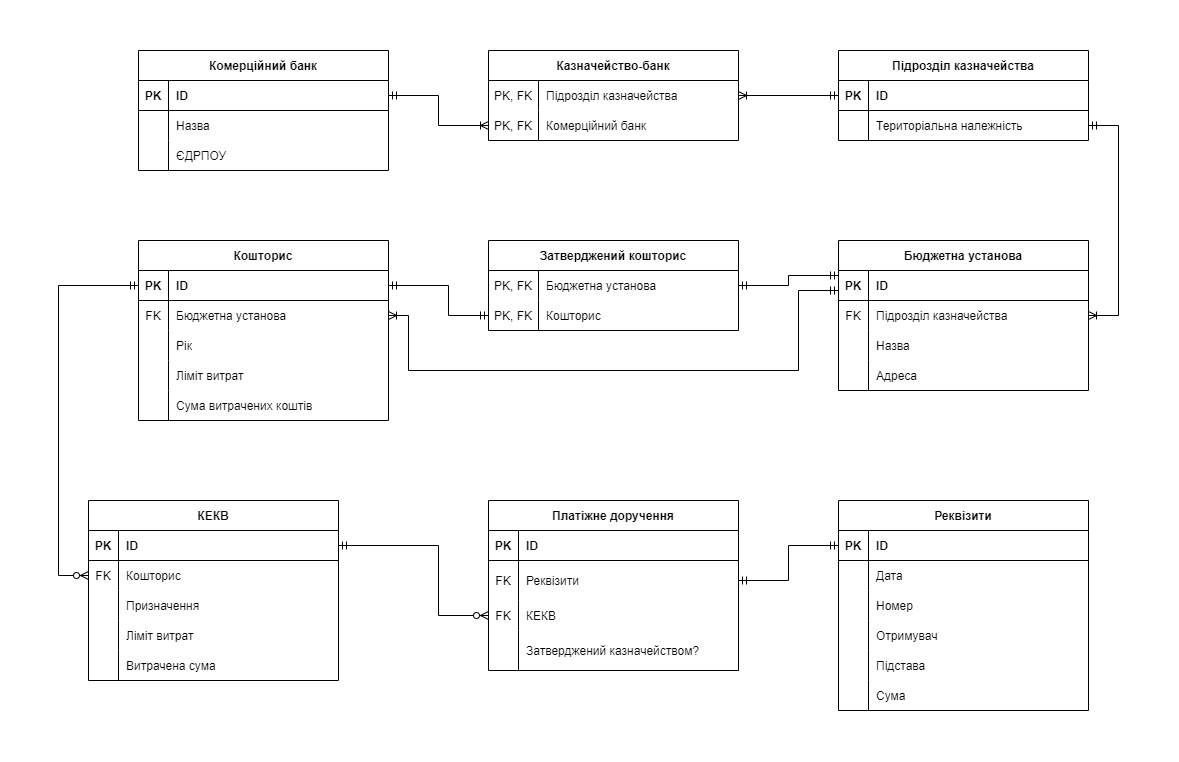 Комерційний банк
PK ID
Назва
ЄДРПОУ
Казначейство-банк
PK, FK Підрозділ казначейства
PK, FK Комерційний банк
Підрозділ казначейства
PK ID
Територіальна належність
Кошторис
PK ID
FK Бюджетна установа
Рік
Ліміт витрат
Сума витрачених коштів
Затверджений кошторис
PK, FK Бюджетна установа
PK, FK Кошторис
Бюджетна установа
PK ID
FK Підрозділ казначейства
Назва
Адреса
КЕКВ
PK ID
FK Кошторис
Призначення
Ліміт витрат
Витрачена сума
Платіжне доручення
PK ID
FK Реквізити
FK КЕКВ
Затверджений казначейством?
Реквізити
PK ID
Дата
Номер
Отримувач
Підстава
Сума